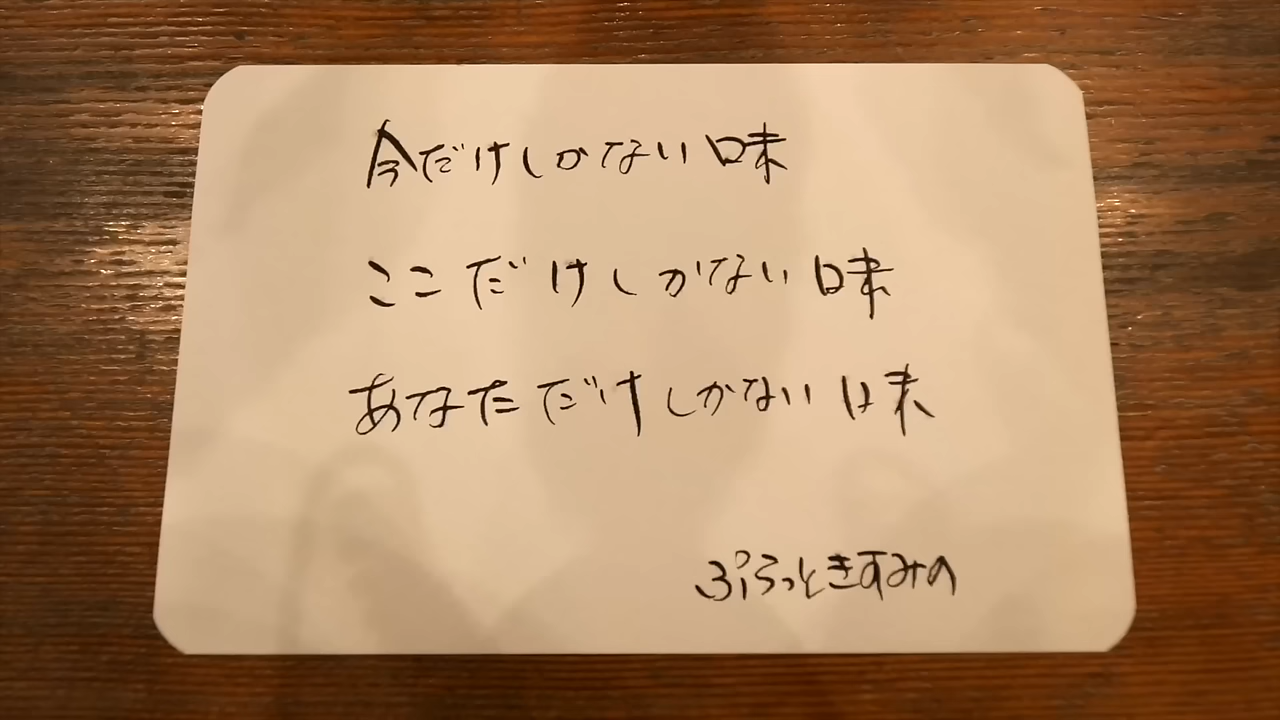 今だけしかない味
ここだけしかない味
あなただけしかない味
ぷらっときすみの